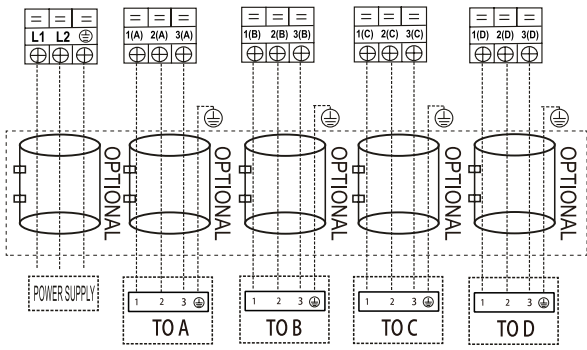 L1 L2
1(A) 2(A) 3(A)
1(B) 2(B) 3(B)
1(C) 2(C) 3(C)
1(D) 2(D) 3(D)
OPTIONAL
OPTIONAL
OPTIONAL
OPTIONAL
OPTIONAL
POWER SUPPLY
1 2 3
TO A
1 2 3
TO B
1 2 3
TO C
1 2 3
TO D